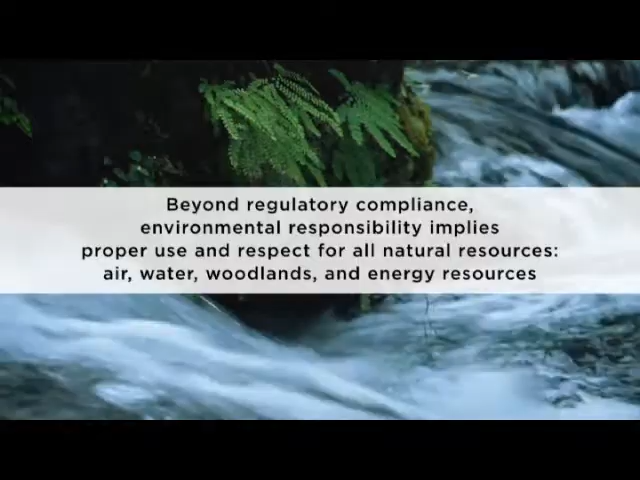 Beyond regulatory compliance,
environmental responsibility implies
proper use and respect for all natural resources:
air, water, woodlands, and energy resources